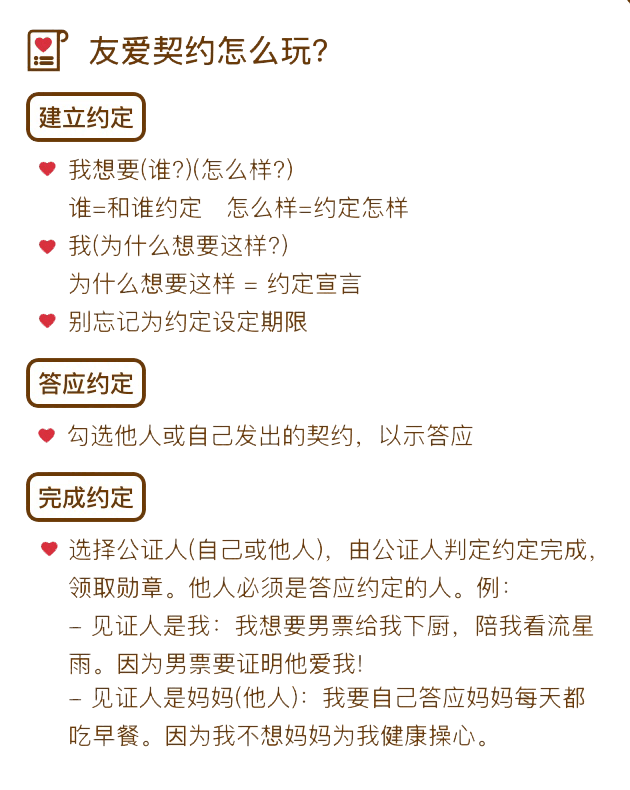 友爱契约怎么玩?
建立约定
我想要(谁?)(怎么样?)
谁=和谁约定 怎么样=约定怎样
我(为什么想要这样?)
为什么想要这样 = 约定宣言
别忘记为约定设定期限
答应约定
勾选他人或自己发出的契约，以示答应
完成约定
选择公证人(自己或他人)，由公证人判定约定完成，
领取勋章。他人必须是答应约定的人。例：
– 见证人是我：我想要男票给我下厨，陪我看流星
雨。因为男票要证明他爱我!
– 见证人是妈妈(他人)：我要自己答应妈妈每天都
吃早餐。因为我不想妈妈为我健康操心。